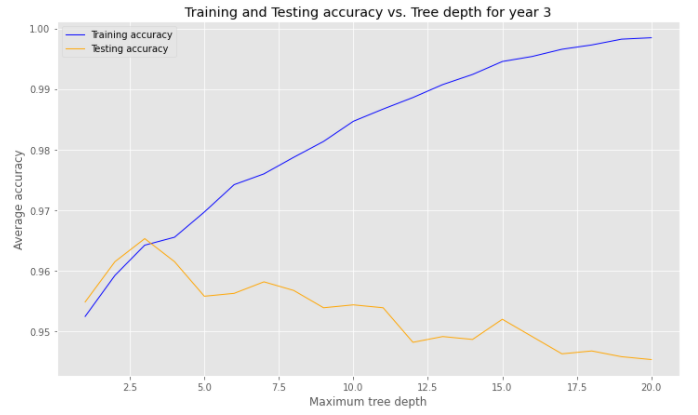 Training and Testing accuracy vs. Tree depth for year 3
Training accuracy
Testing accuracy
Average accuracy
1.00
0.99
0.98
0.97
0.96
0.95
2.5 5.0 7.5 10.0 12.5 15.0 17.5 20.0
Maximum tree depth